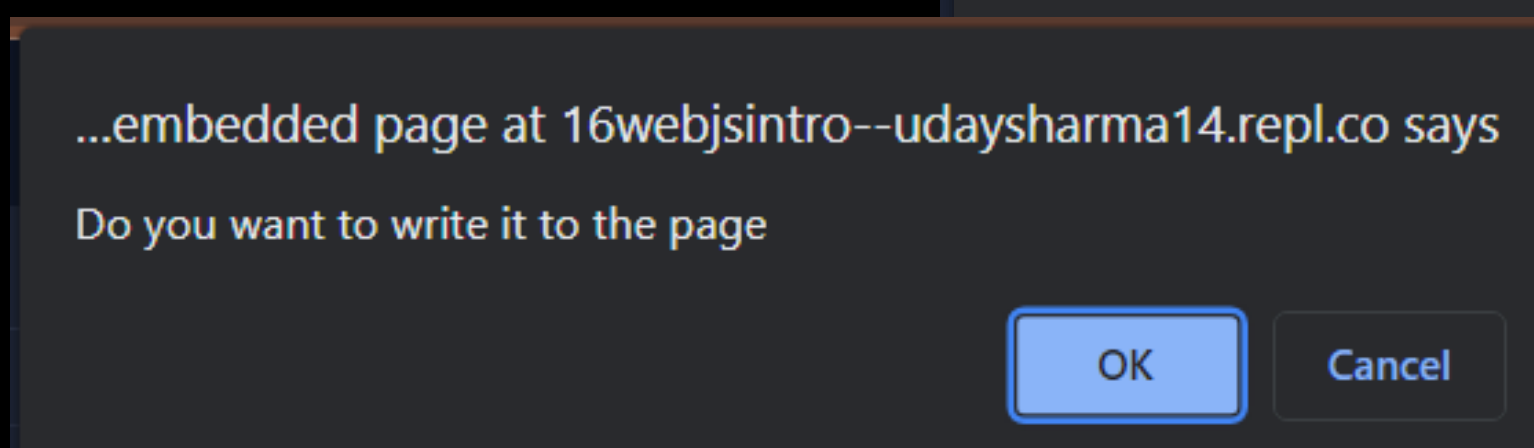 ...embedded page at 16webjsintro--udaysharma14.repl.co says
Do you want to write it to the page
OK Cancel